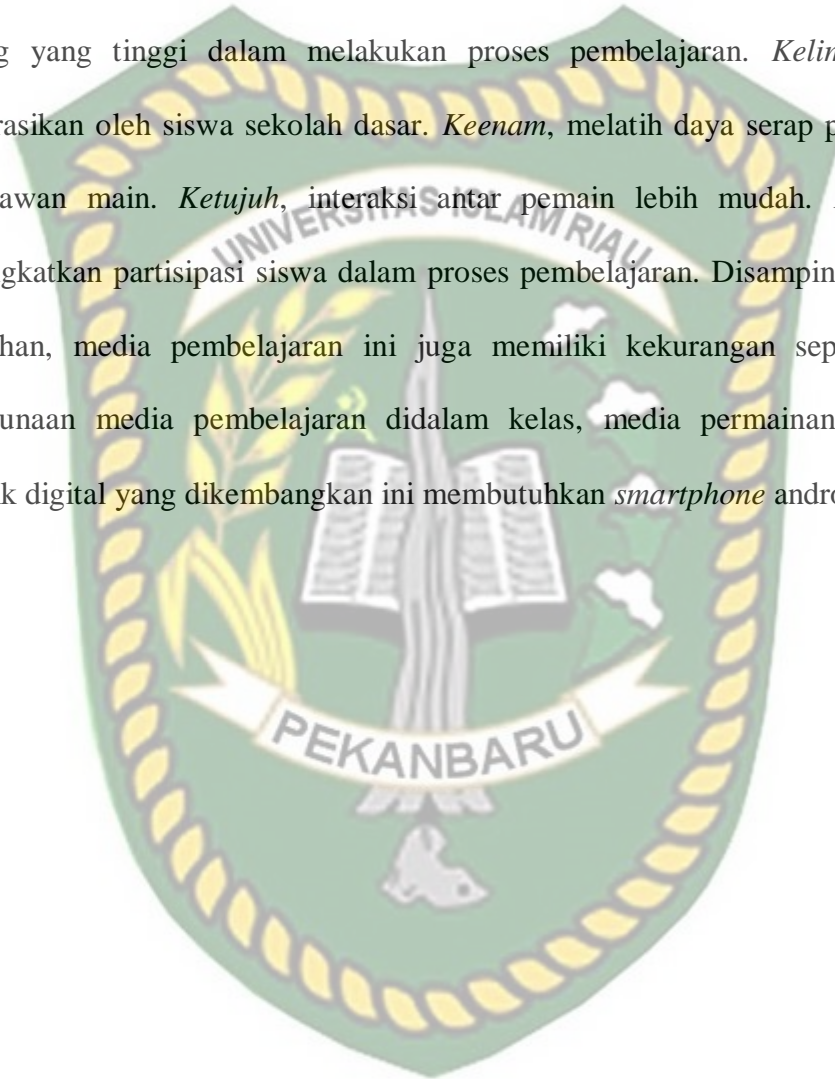 g yang tinggi dalam melakukan proses pembelajaran. Kelin
rasikan oleh siswa sekolah dasar. Keenam, melatih daya serap p
awan main. Ketujuh, interaksi antar pemain lebih mudah.
gkatkan partisipasi siswa dalam proses pembelajaran. Disampin
han, media pembelajaran ini juga memiliki kekurangan sep
unaan media pembelajaran didalam kelas, media permainan
k digital yang dikembangkan ini membutuhkan smartphone andro
UNIVERSITAS ISLAM RIAU
PEKANBARU